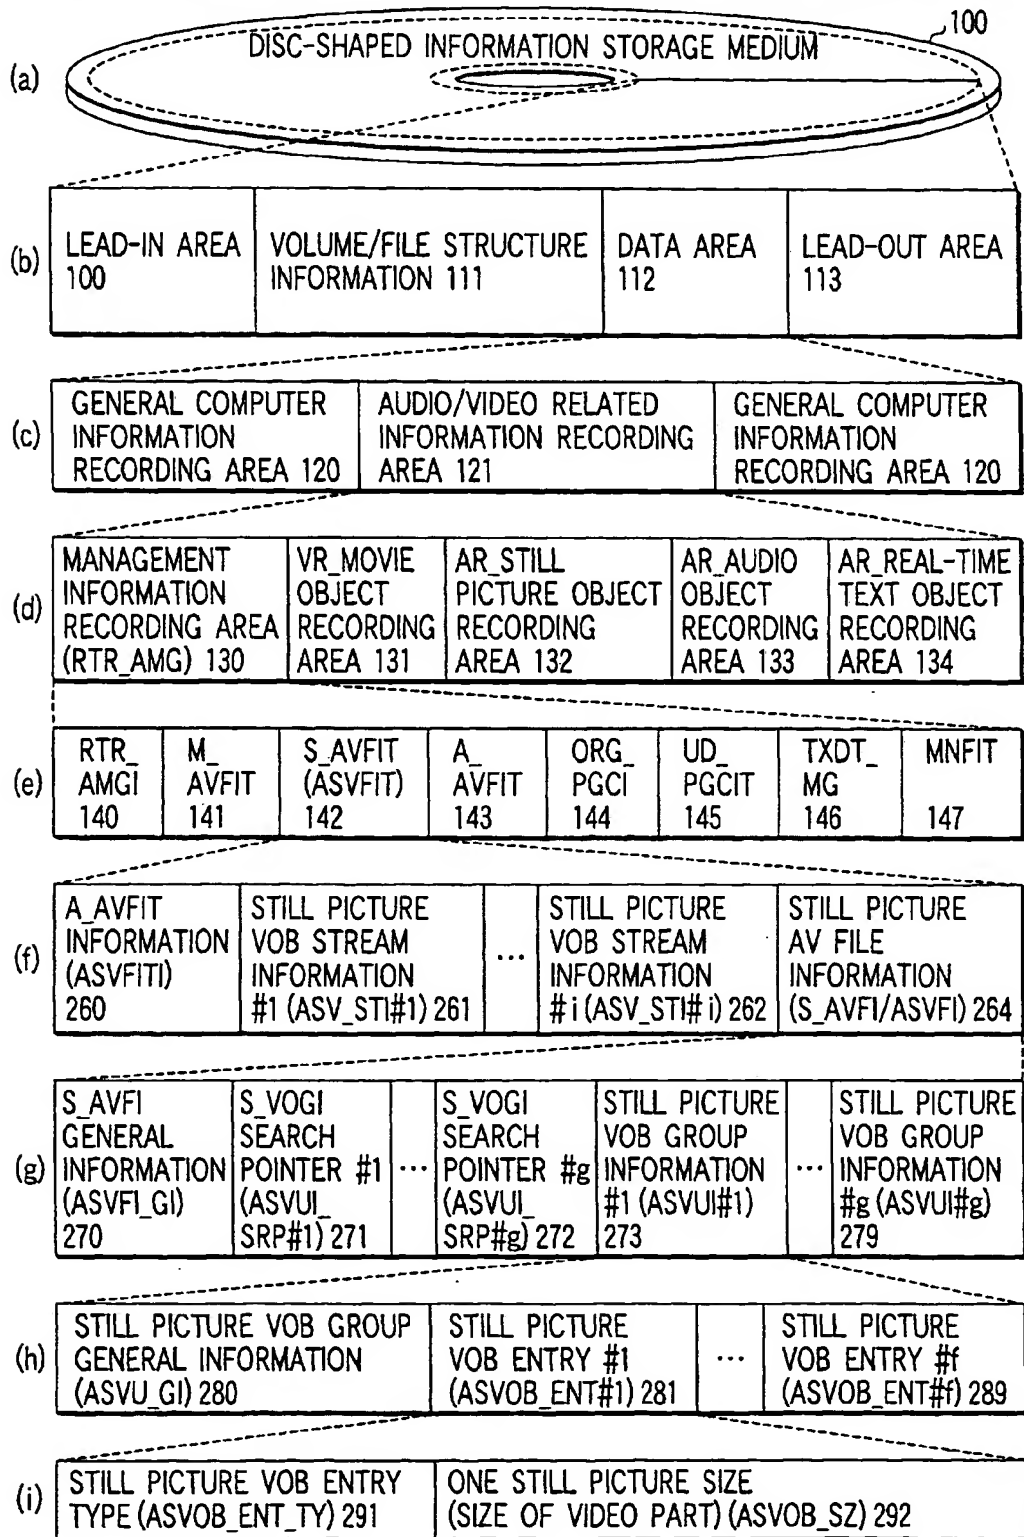 100
DISC-SHAPED INFORMATION STORAGE MEDIUM
(a)
(b)
LEAD-IN AREA
100
VOLUME/FILE STRUCTURE
INFORMATION 111
DATA AREA
112
LEAD-OUT AREA
113
(c)
GENERAL COMPUTER
INFORMATION
RECORDING AREA 120
AUDIO/VIDEO RELATED
INFORMATION RECORDING
AREA 121
GENERAL COMPUTER
INFORMATION
RECORDING AREA 120
(d)
MANAGEMENT
INFORMATION
RECORDING AREA
(RTR_AMG) 130
VR_MOVIE
OBJECT
RECORDING
AREA 131
AR_STILL
PICTURE OBJECT
RECORDING
AREA 132
AR_AUDIO
OBJECT
RECORDING
AREA 133
AR_REAL-TIME
TEXT OBJECT
RECORDING
AREA 134
(e)
RTR_
AMGI
140
M_
AVFIT
141
S_AVFIT
(ASVFIT)
142
A_
AVFIT
143
ORG_
PGCI
144
UD_
PGCIT
145
TXDT_
MG
146
MNFIT
147
(f)
A_AVFIT
INFORMATION
(ASVFITI)
260
STILL PICTURE
VOB STREAM
INFORMATION
#1 (ASV_STI#1) 261
...
STILL PICTURE
VOB STREAM
INFORMATION
#i (ASV_STI#i) 262
STILL PICTURE
AV FILE
INFORMATION
(S_AVFI/ASVFI) 264
(g)
S_AVFI
GENERAL
INFORMATION
(ASVFI_GI)
270
S_VOGI
SEARCH
POINTER #1
(ASVUI_
SRP#1) 271
...
S_VOGI
SEARCH
POINTER #g
(ASVUI_
SRP#g) 272
STILL PICTURE
VOB GROUP
INFORMATION
#1 (ASVUI#1)
273
...
STILL PICTURE
VOB GROUP
INFORMATION
#g (ASVUI#g)
279
(h)
STILL PICTURE VOB GROUP
GENERAL INFORMATION
(ASVU_GI) 280
STILL PICTURE
VOB ENTRY #1
(ASVOB_ENT#1) 281
...
STILL PICTURE
VOB ENTRY #f
(ASVOB_ENT#f) 289
(i)
STILL PICTURE VOB ENTRY
TYPE (ASVOB_ENT_TY) 291
ONE STILL PICTURE SIZE
(SIZE OF VIDEO PART) (ASVOB_SZ) 292